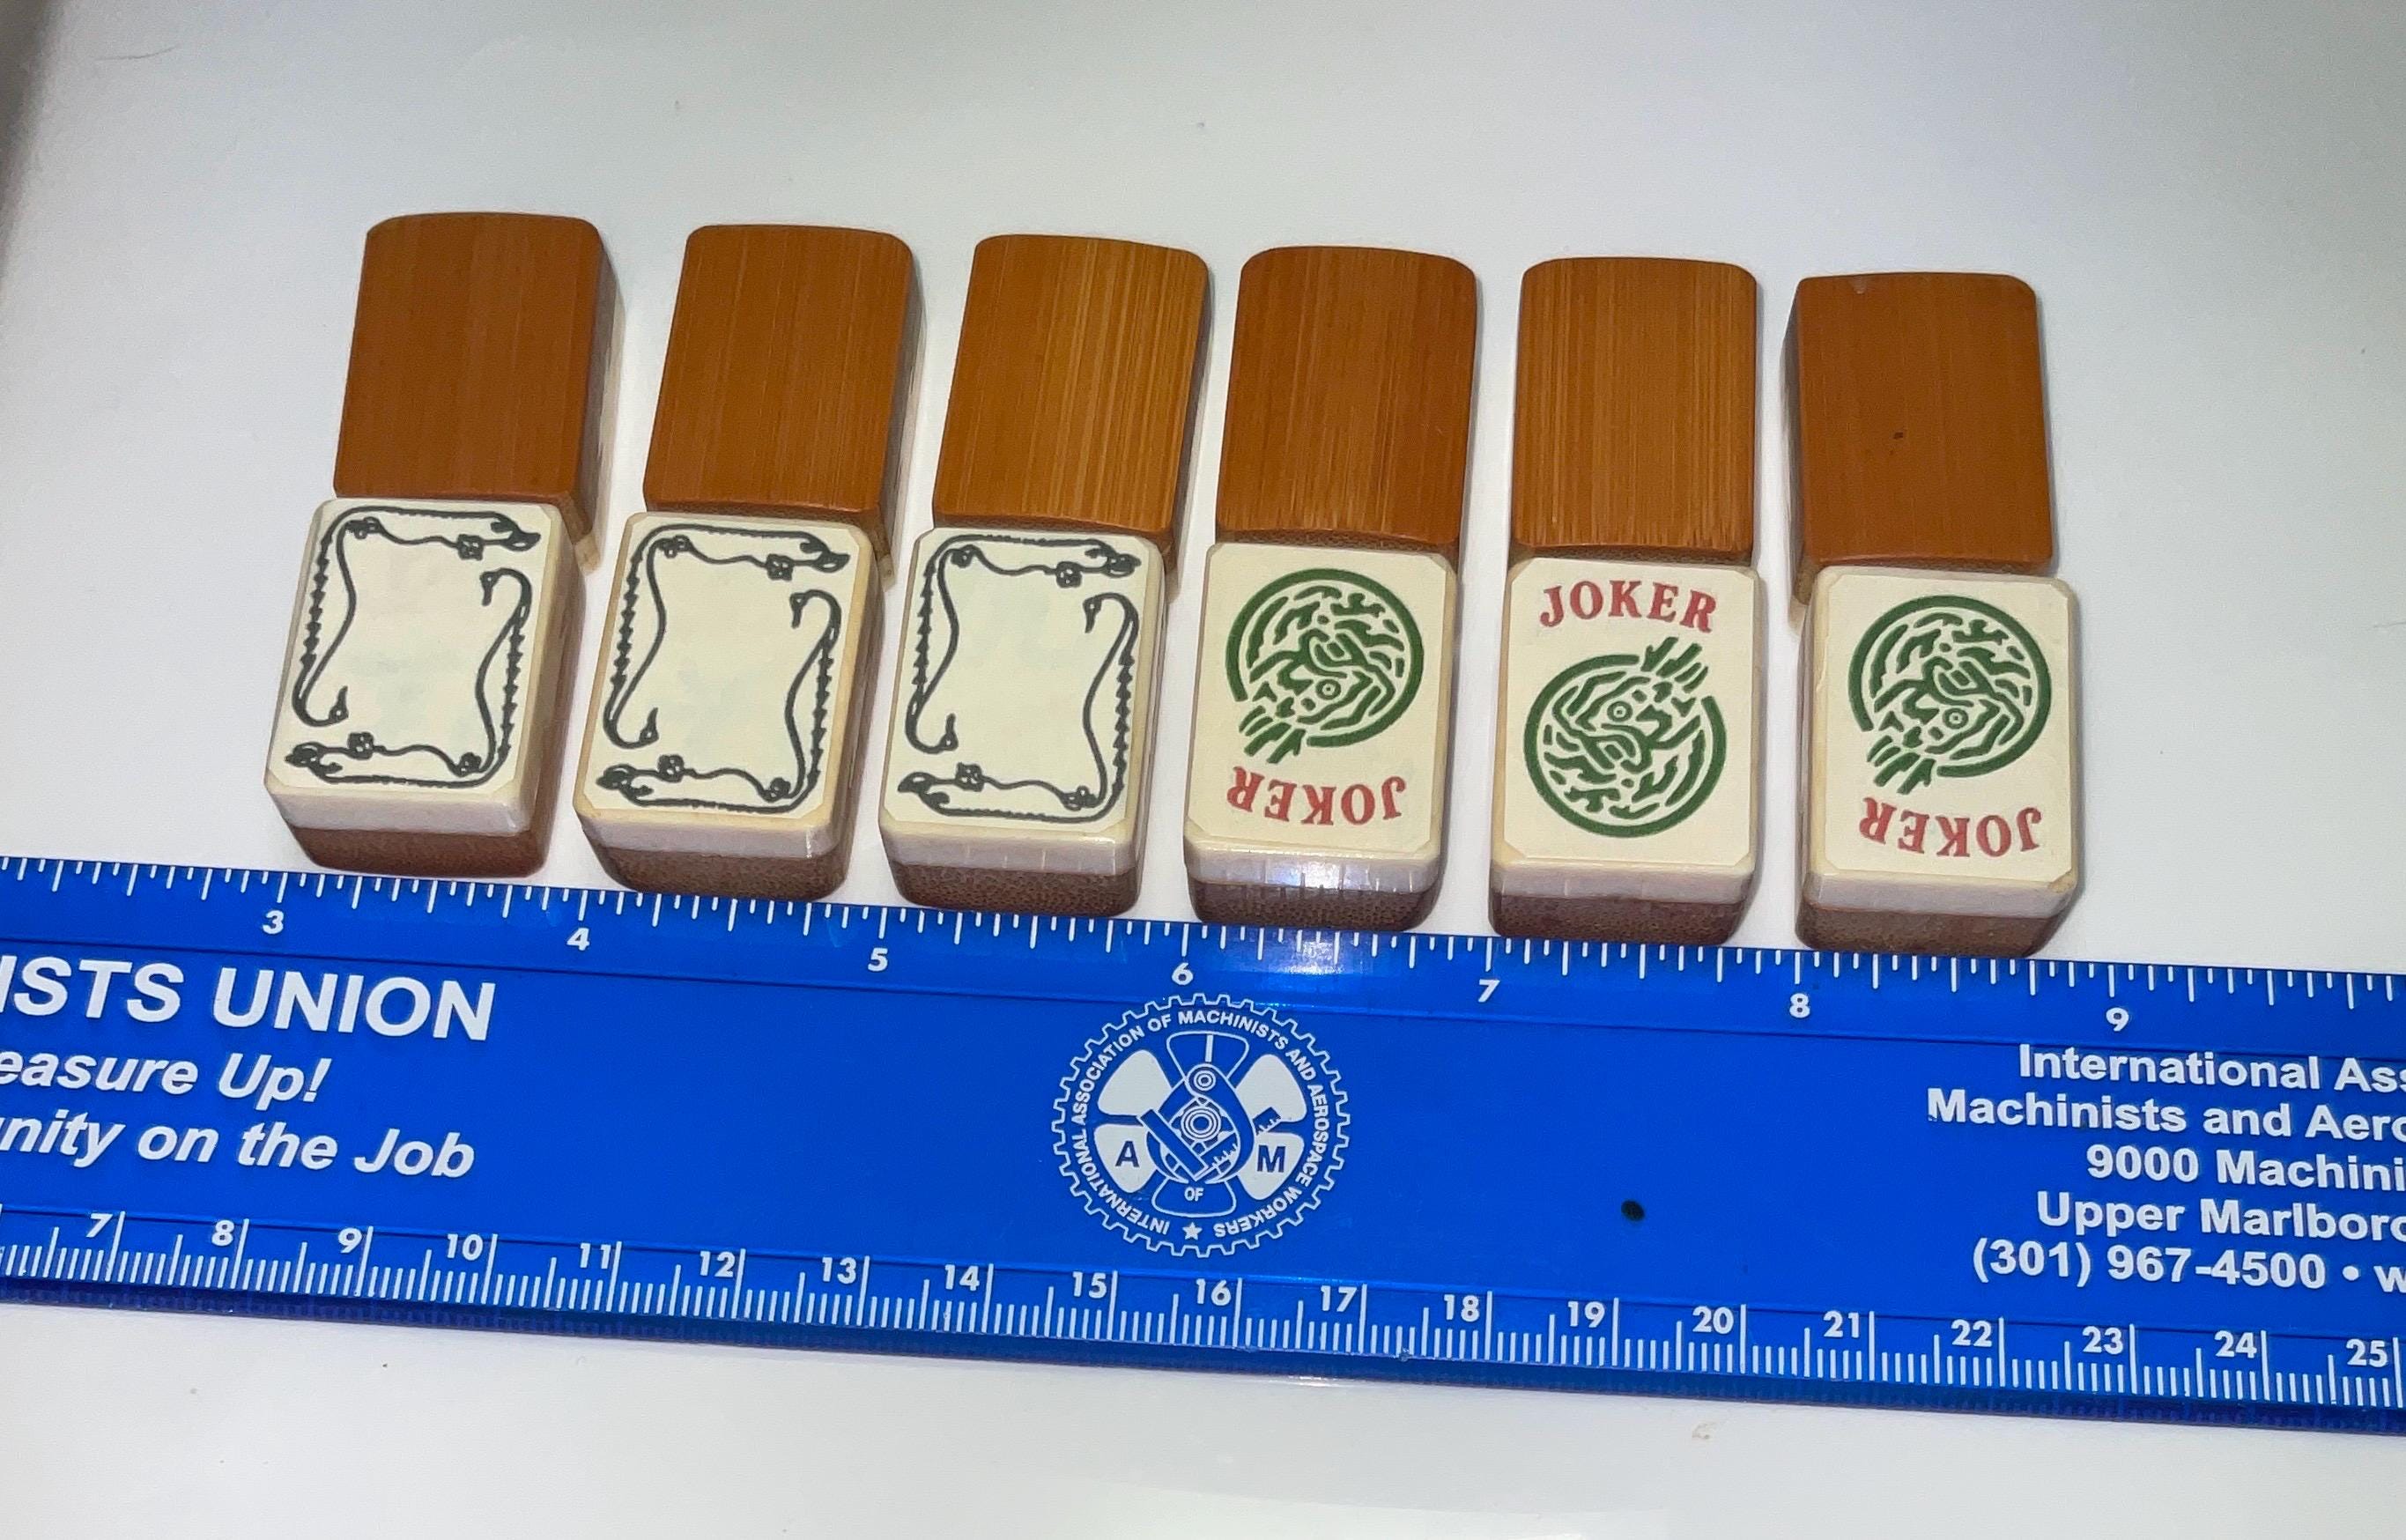 JOKER
JOKER
JOKER
3 4 5 6 7 8 9
ISTS UNION
easure Up!
nity on the Job
INTERNATIONAL ASSOCIATION OF MACHINISTS AND AEROSPACE WORKERS
I
A M
OF
International Ass
Machinists and Aero
9000 Machini
Upper Marlboro
(301) 967-4500 • w
7 8 9 10 11 12 13 14 15 16 17 18 19 20 21 22 23 24 25